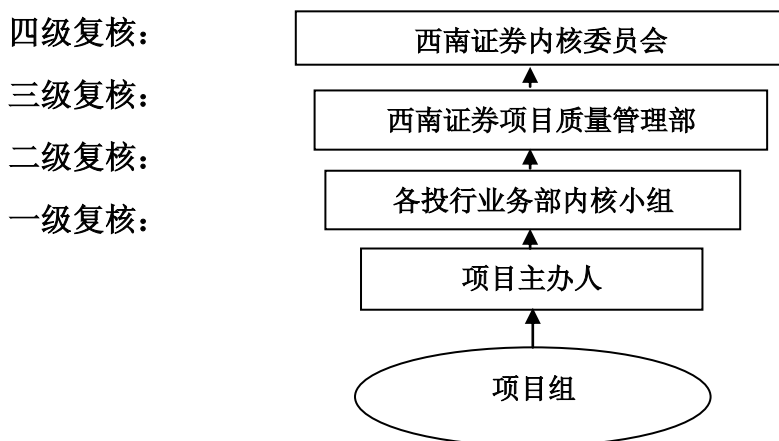 四级复核：
西南证券内核委员会
三级复核：
西南证券项目质量管理部
二级复核：
各投行业务部内核小组
一级复核：
项目主办人
项目组